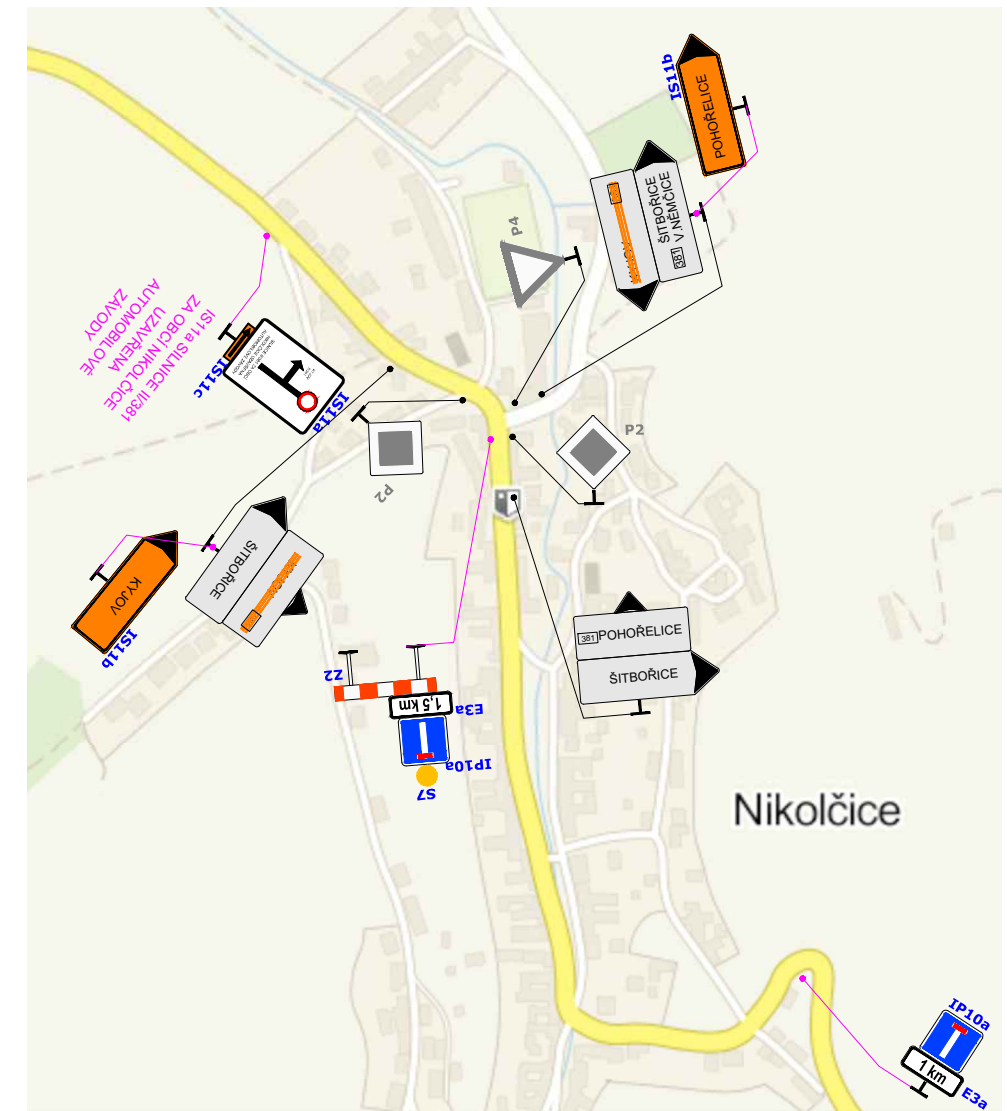 IS11b
POHOŘELICE
ŠITBOŘICE
V.NĚMČICE
381
P4
IS11a SILNICE II/381
ZA OBCÍ NIKOLČICE
UZAVŘENA
AUTOMOBILOVÉ
ZÁVODY
IS11c
IS11a
P2
P2
ŠITBOŘICE
KYJOV
IS11b
Z2
1,5 km
E3a
IP10a
S7
381 POHOŘELICE
ŠITBOŘICE
Nikolčice
IP10a
1 km
E3a